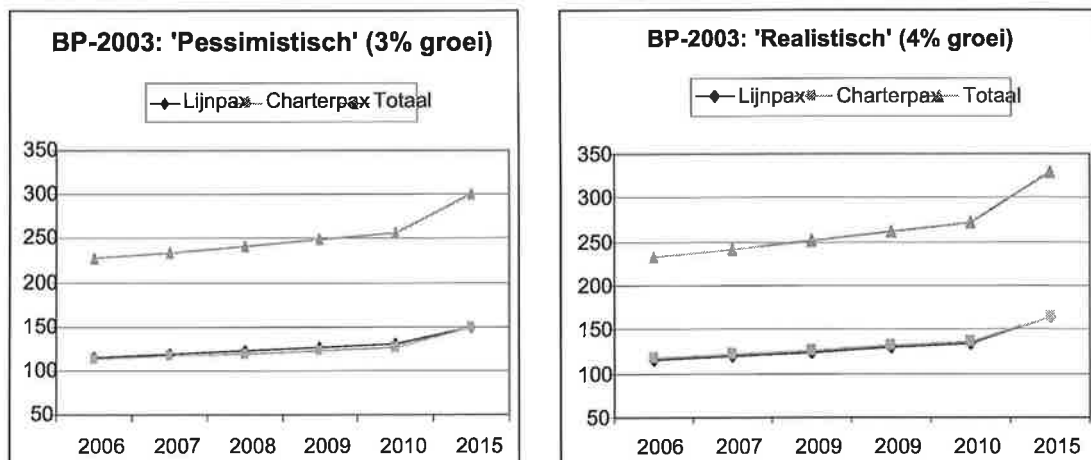 BP-2003: 'Pessimistisch' (3% groei)
Lijnpax Charterpax Totaal
350
300
250
200
150
100
50
2006 2007 2008 2009 2010 2015
BP-2003: 'Realistisch' (4% groei)
Lijnpax Charterpax Totaal
350
300
250
200
150
100
50
2006 2007 2009 2009 2010 2015